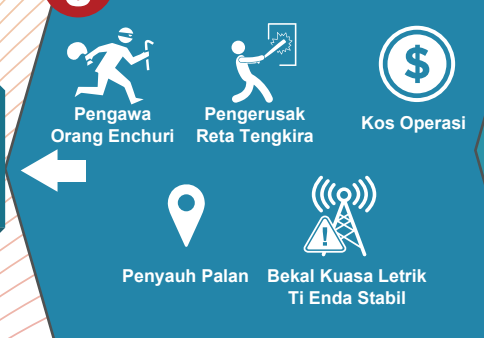 Pengawa
Orang Enchuri
Pengerusak
Reta Tengkira
$
Kos Operasi
Penyauh Palan
Bekal Kuasa Letrik
Ti Enda Stabil